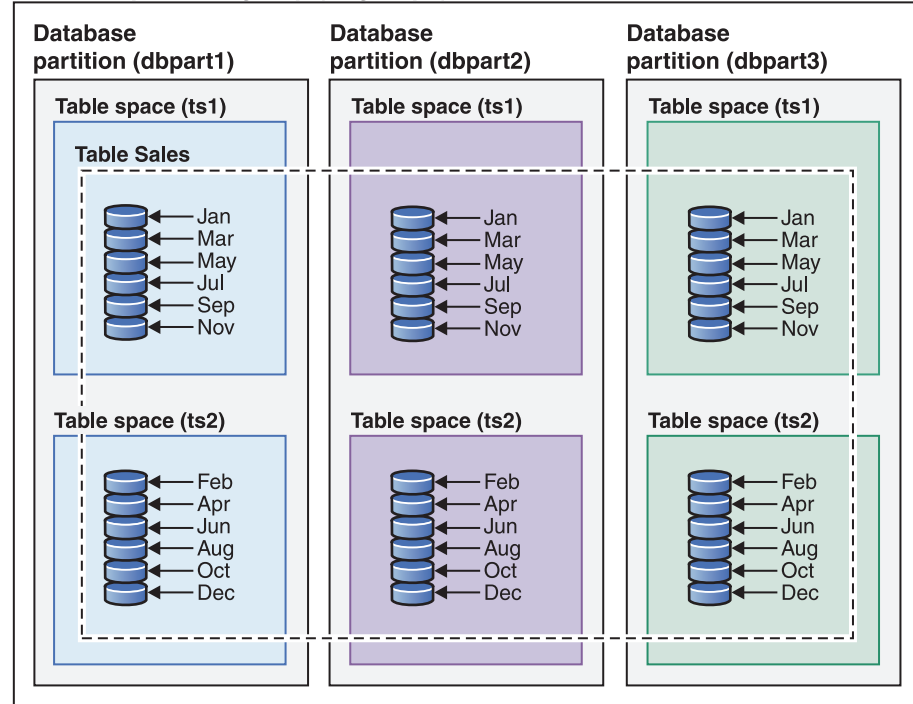 Database
partition (dbpart1)
Table space (ts1)
Table Sales
Jan
Mar
May
Jul
Sep
Nov
Table space (ts2)
Feb
Apr
Jun
Aug
Oct
Dec
Database
partition (dbpart2)
Table space (ts1)
Jan
Mar
May
Jul
Sep
Nov
Table space (ts2)
Feb
Apr
Jun
Aug
Oct
Dec
Database
partition (dbpart3)
Table space (ts1)
Jan
Mar
May
Jul
Sep
Nov
Table space (ts2)
Feb
Apr
Jun
Aug
Oct
Dec